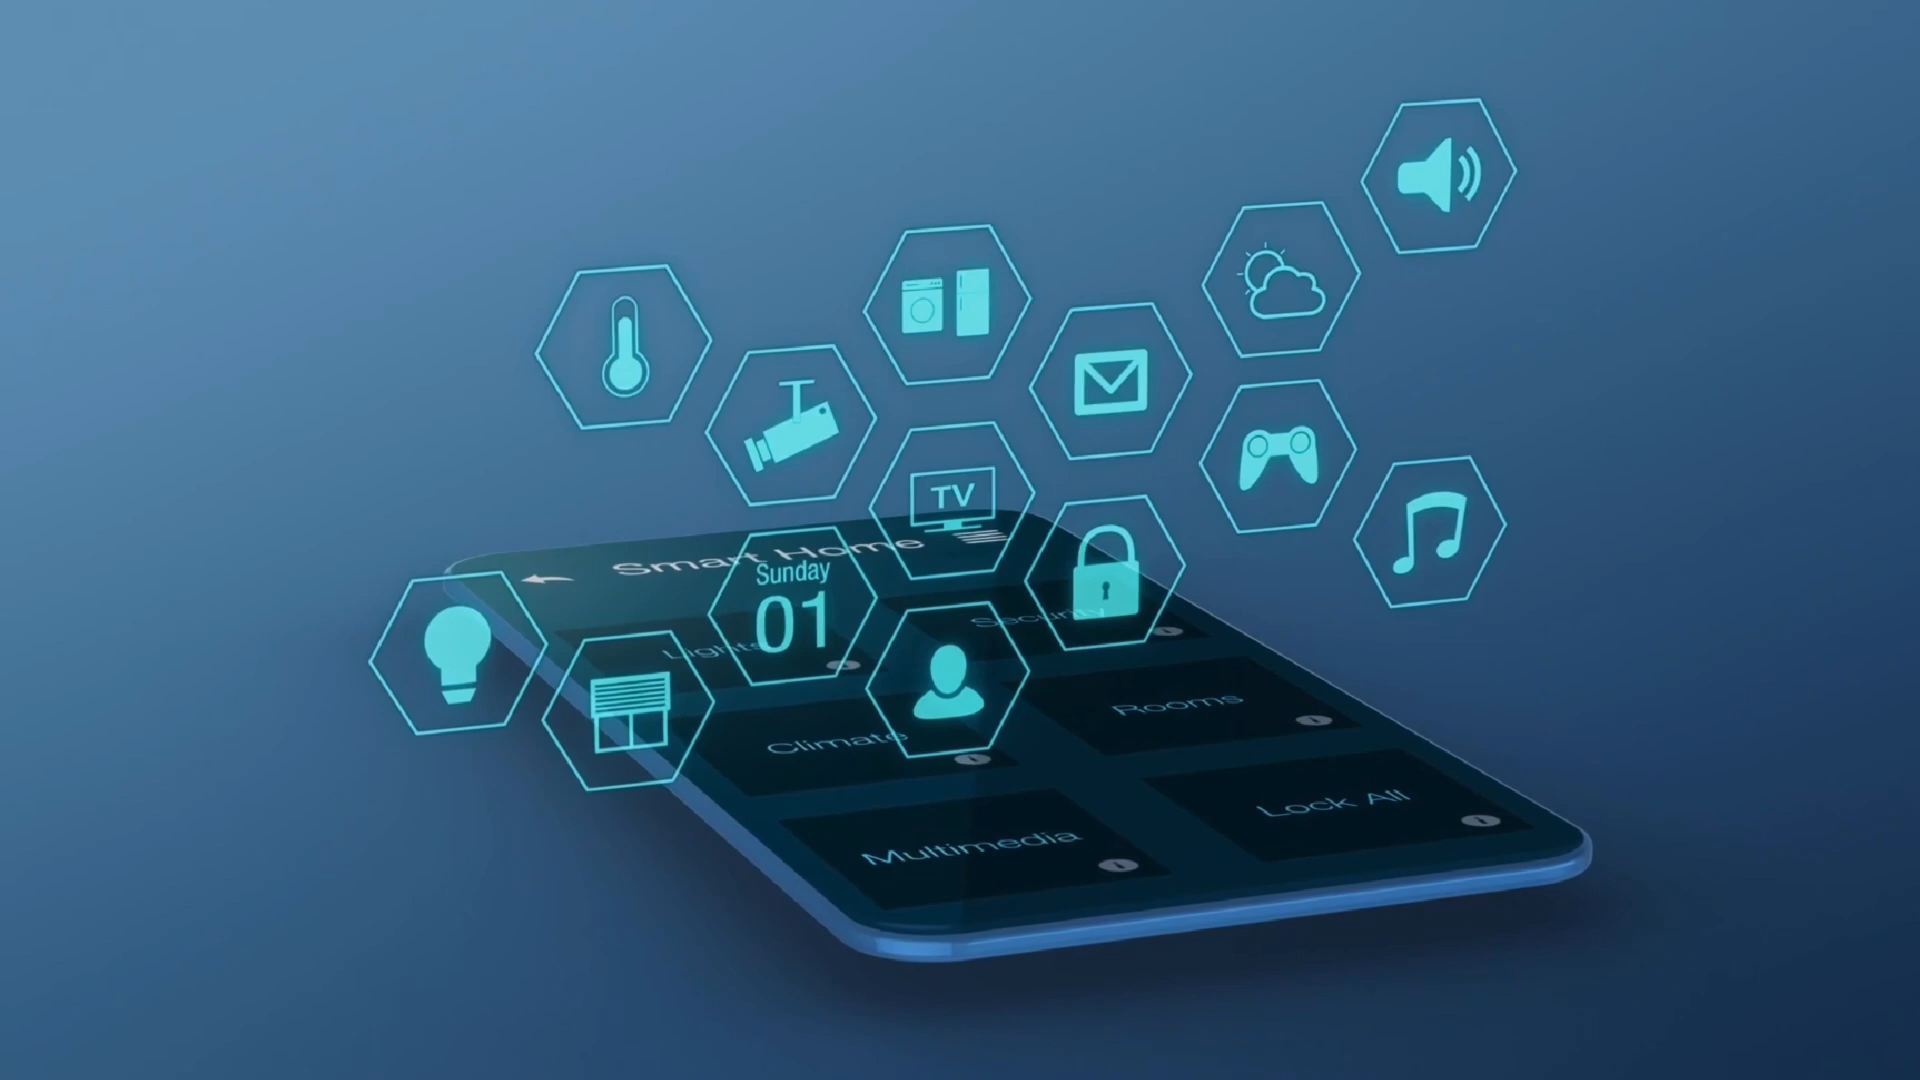 TV
Smart Home
Sunday
01
Lights
Security
Climate
Rooms
Multimedia
Lock All